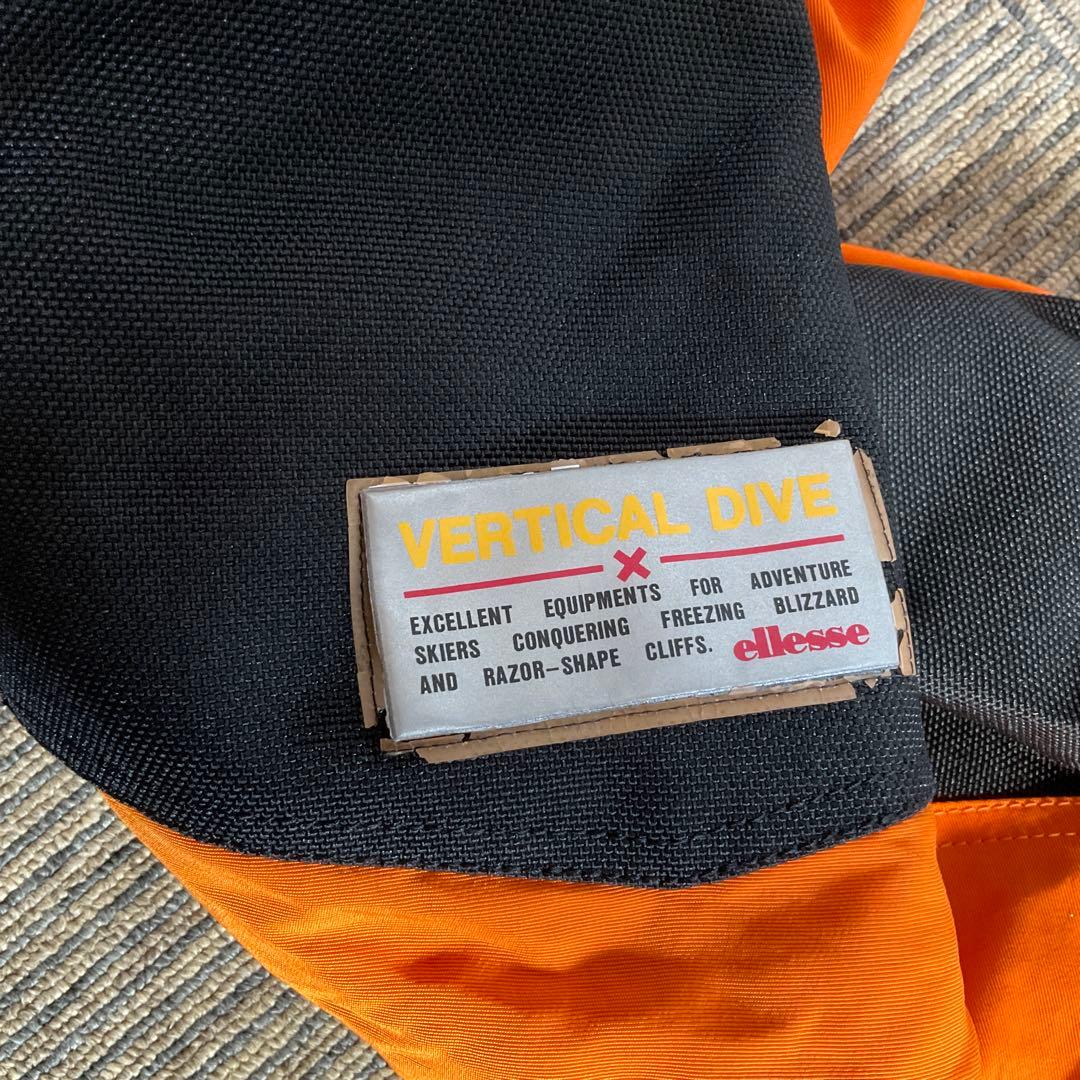 VERTICAL DIVE
EXCELLENT EQUIPMENTS FOR ADVENTURE
SKIERS CONQUERING FREEZING BLIZZARD
AND RAZOR-SHAPE CLIFFS. ellesse